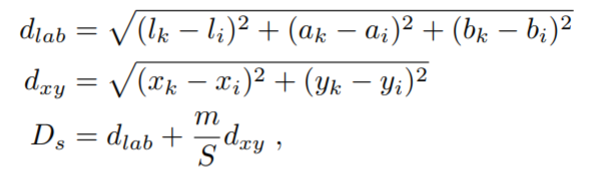 d_{lab} = \sqrt{(l_k - l_i)^2 + (a_k - a_i)^2 + (b_k - b_i)^2}
d_{xy} = \sqrt{(x_k - x_i)^2 + (y_k - y_i)^2}
D_s = d_{lab} + \frac{m}{S} d_{xy} ,